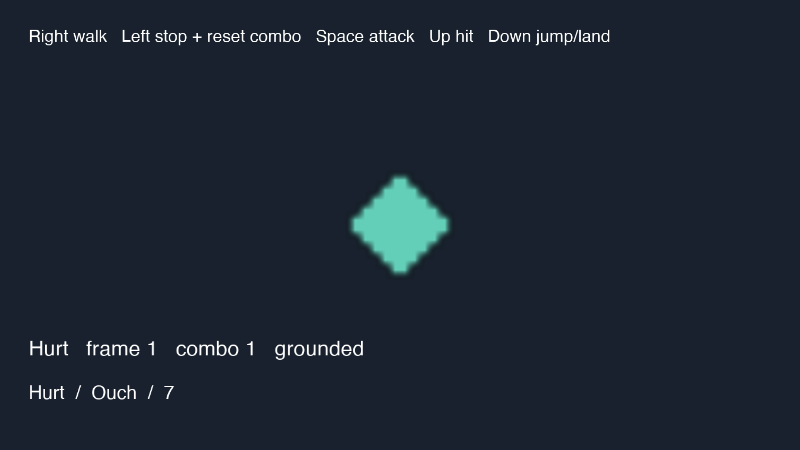 Right walk   Left stop + reset combo   Space attack   Up hit   Down jump/land
Hurt   frame 1   combo 1   grounded
Hurt  /  Ouch  /  7